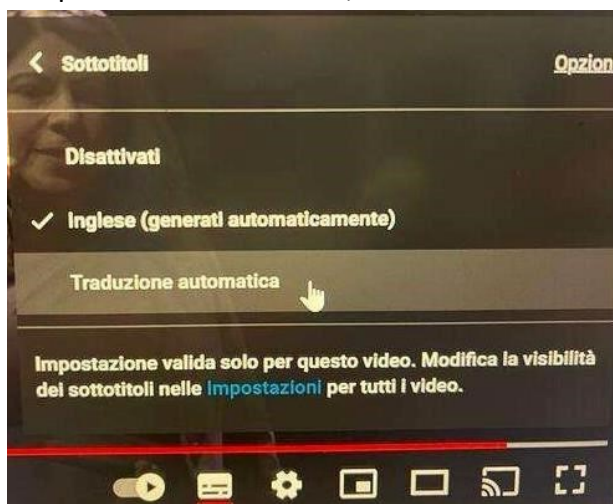 Sottotitoli
Opzion
Disattivati
Inglese (generati automaticamente)
Traduzione automatica
Impostazione valida solo per questo video. Modifica la visibilità
dei sottotitoli nelle Impostazioni per tutti i video.